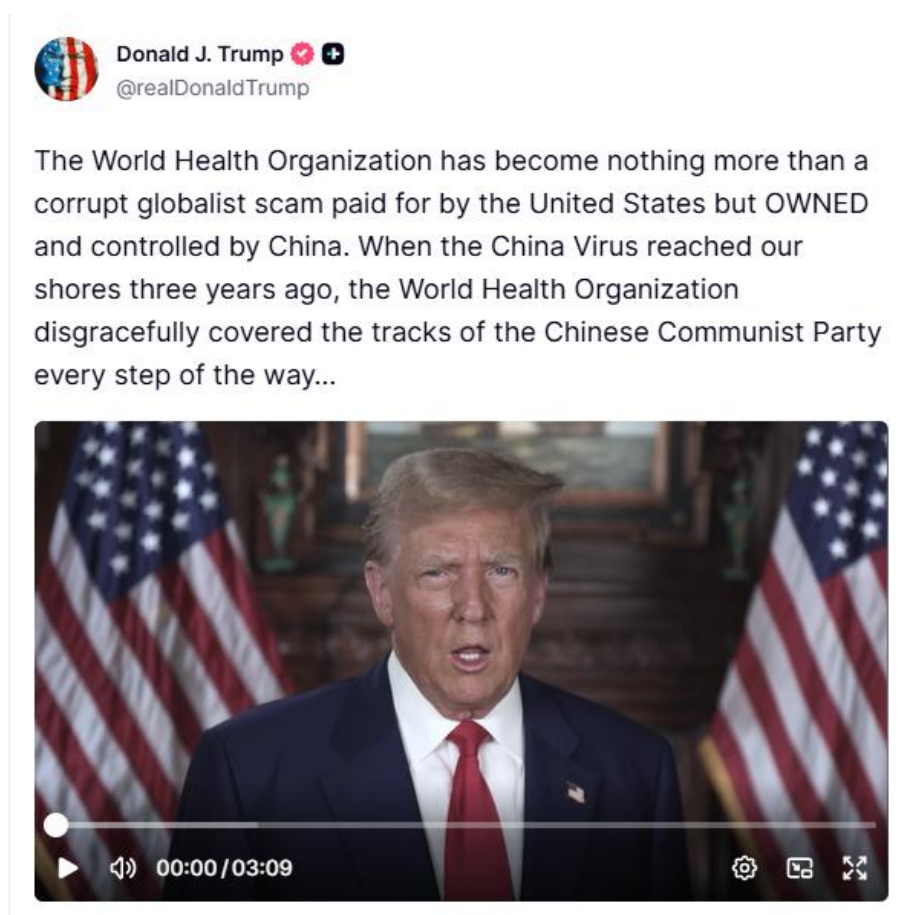 Donald J. Trump
@realDonaldTrump
The World Health Organization has become nothing more than a
corrupt globalist scam paid for by the United States but OWNED
and controlled by China. When the China Virus reached our
shores three years ago, the World Health Organization
disgracefully covered the tracks of the Chinese Communist Party
every step of the way...
00:00/03:09